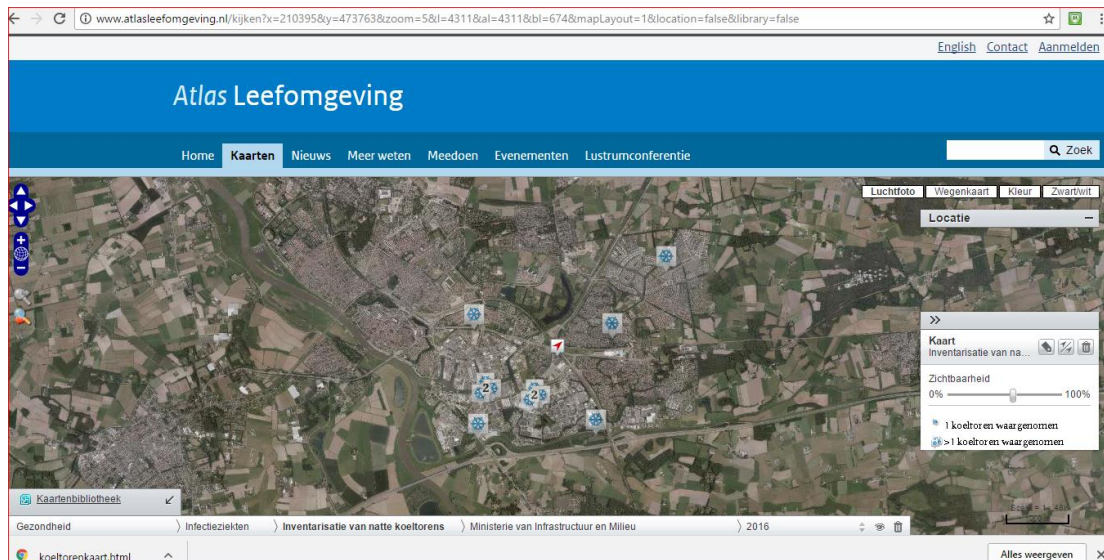 www.atlasleefomgeving.nl/kijken?x=210395&y=473763&zoom=5&l=4311&al=4311&bl=674&mapLayout=1&location=false&library=false
English Contact Aanmelden
Atlas Leefomgeving
Home Kaarten Nieuws Meer weten Meedoen Evenementen Lustrumconferentie
Zoek
Luchtfoto Wegenkaart Kleur Zwart/wit
Locatie
Kaart
Inventarisatie van na...
Zichtbaarheid
0% 100%
1 koeltoren waargenomen
>1 koeltoren waargenomen
2
2
Kaartenbibliotheek
Gezondheid Infectieziekten Inventarisatie van natte koeltorens Ministerie van Infrastructuur en Milieu 2016
koeltorenkaart.html Alles weergeven